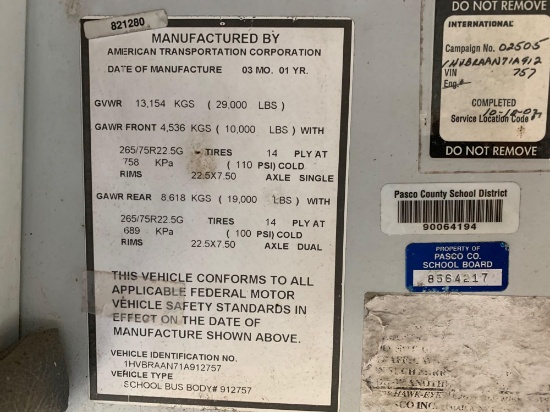 821280
MANUFACTURED BY
AMERICAN TRANSPORTATION CORPORATION
DATE OF MANUFACTURE 03 MO. 01 YR.
GVWR 13,154 KGS ( 29,000 LBS )
GAWR FRONT 4,536 KGS ( 10,000 LBS ) WITH
265/75R22.5G TIRES 14 PLY AT
758 KPa ( 110 PSI) COLD
RIMS 22.5X7.50 AXLE SINGLE
GAWR REAR 8,618 KGS ( 19,000 LBS ) WITH
265/75R22.5G TIRES 14 PLY AT
689 KPa ( 100 PSI) COLD
RIMS 22.5X7.50 AXLE DUAL
THIS VEHICLE CONFORMS TO ALL
APPLICABLE FEDERAL MOTOR
VEHICLE SAFETY STANDARDS IN
EFFECT ON THE DATE OF
MANUFACTURE SHOWN ABOVE.
VEHICLE IDENTIFICATION NO.
1HVBRAAN71A912757
VEHICLE TYPE
SCHOOL BUS BODY# 912757
DO NOT REMOVE
INTERNATIONAL
Campaign No. 02505
1HVBRAAN71A912
VIN 757
Eng.#
COMPLETED
Service Location Code
DO NOT REMOVE
Pasco County School District
90064194
PROPERTY OF
PASCO CO.
SCHOOL BOARD
8564217
HAWK-EYE
CO INC.